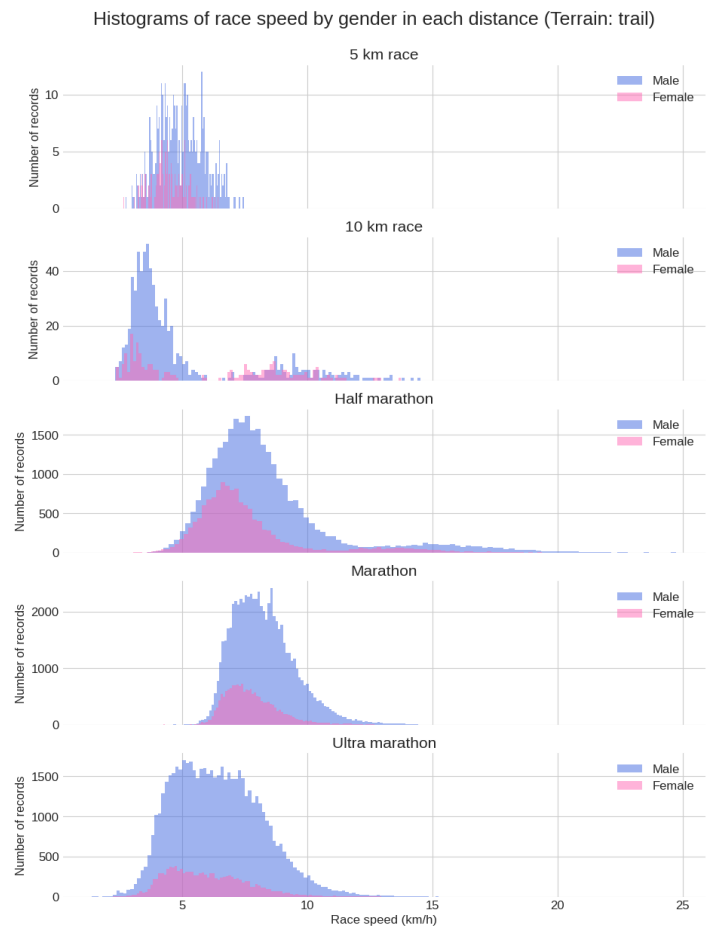 Histograms of race speed by gender in each distance (Terrain: trail)
5 km race
Male
Female
Number of records
10
5
0
10 km race
Male
Female
Number of records
40
20
0
Half marathon
Male
Female
Number of records
1500
1000
500
0
Marathon
Male
Female
Number of records
2000
1000
0
Ultra marathon
Male
Female
Number of records
1500
1000
500
0
5 10 15 20 25
Race speed (km/h)